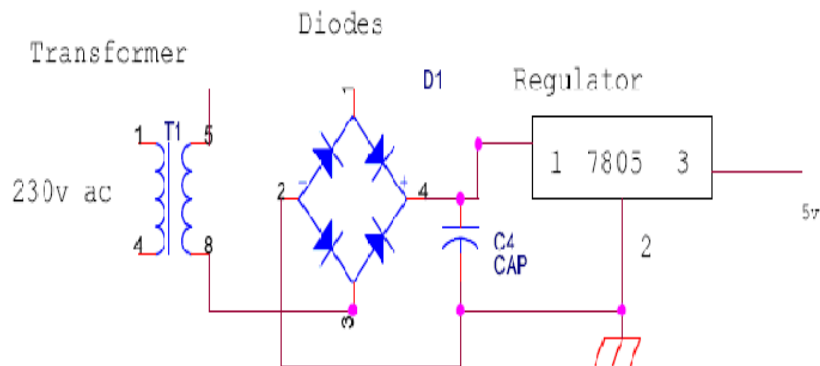 Diodes
Transformer
D1
Regulator
1
1 T1 5
1 7805 3
230v ac
2 - + 4
5v
4 8
C4
CAP
2
3